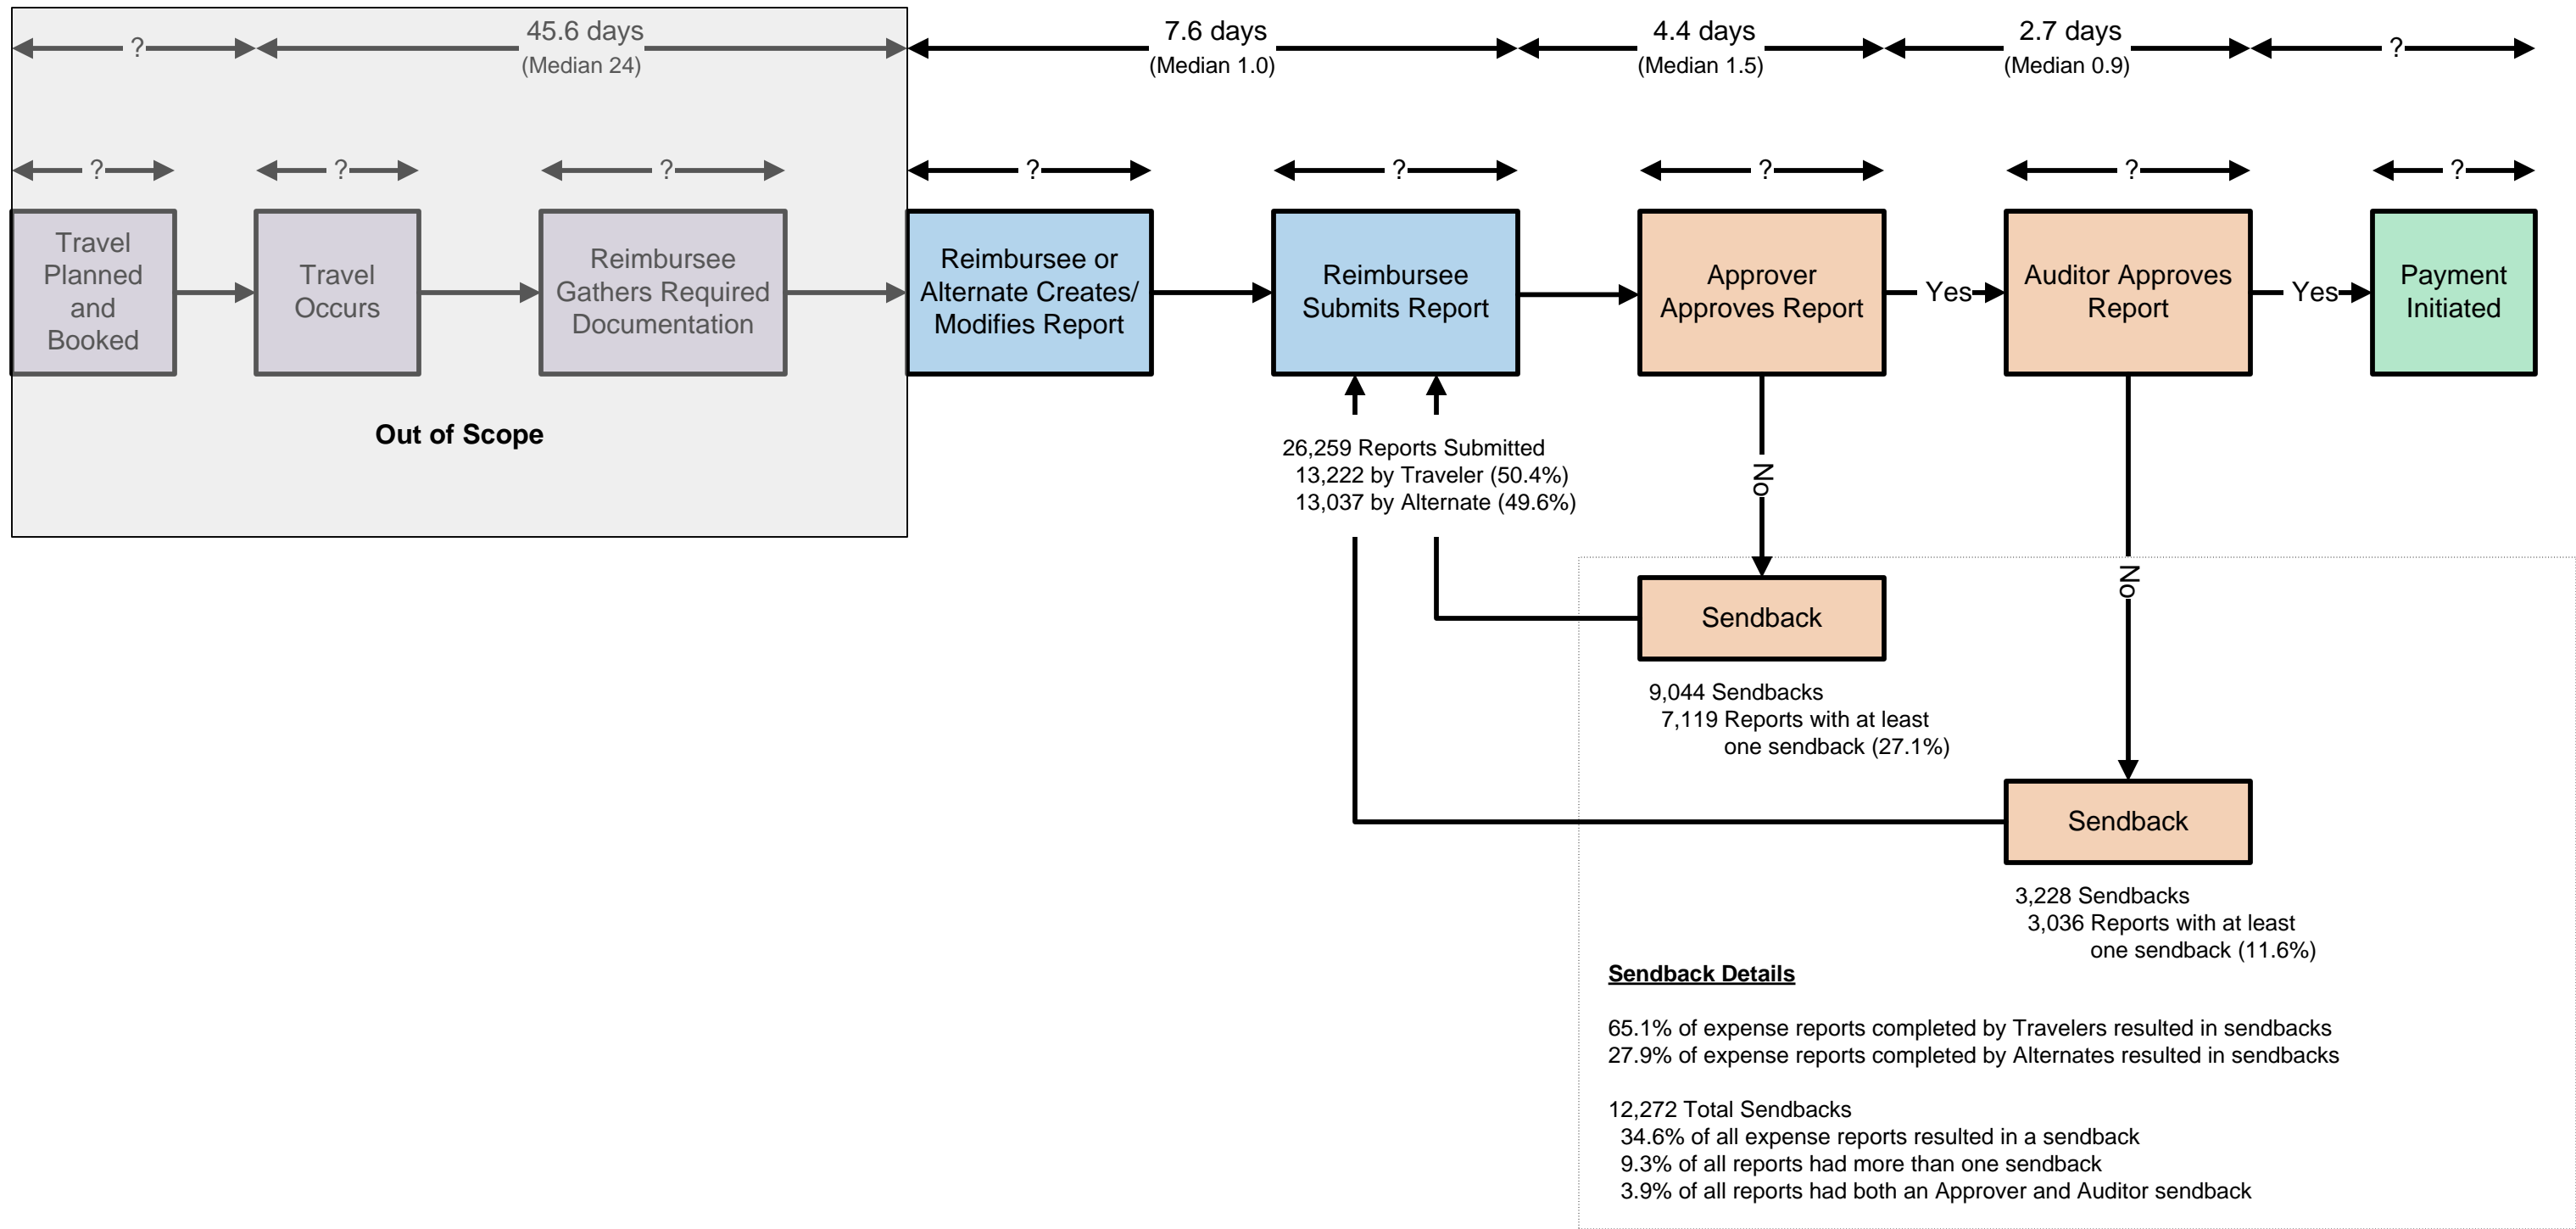 ?
45.6 days
(Median 24)
7.6 days
(Median 1.0)
4.4 days
(Median 1.5)
2.7 days
(Median 0.9)
?
?
?
?
?
?
?
?
?
Travel
Planned
and
Booked
Travel
Occurs
Reimbursee
Gathers Required
Documentation
Reimbursee or
Alternate Creates/
Modifies Report
Reimbursee
Submits Report
Approver
Approves Report
Yes
Auditor Approves
Report
Yes
Payment
Initiated
Out of Scope
26,259 Reports Submitted
13,222 by Traveler (50.4%)
13,037 by Alternate (49.6%)
No
No
Sendback
9,044 Sendbacks
7,119 Reports with at least
one sendback (27.1%)
Sendback
3,228 Sendbacks
3,036 Reports with at least
one sendback (11.6%)
Sendback Details
65.1% of expense reports completed by Travelers resulted in sendbacks
27.9% of expense reports completed by Alternates resulted in sendbacks
12,272 Total Sendbacks
34.6% of all expense reports resulted in a sendback
9.3% of all reports had more than one sendback
3.9% of all reports had both an Approver and Auditor sendback